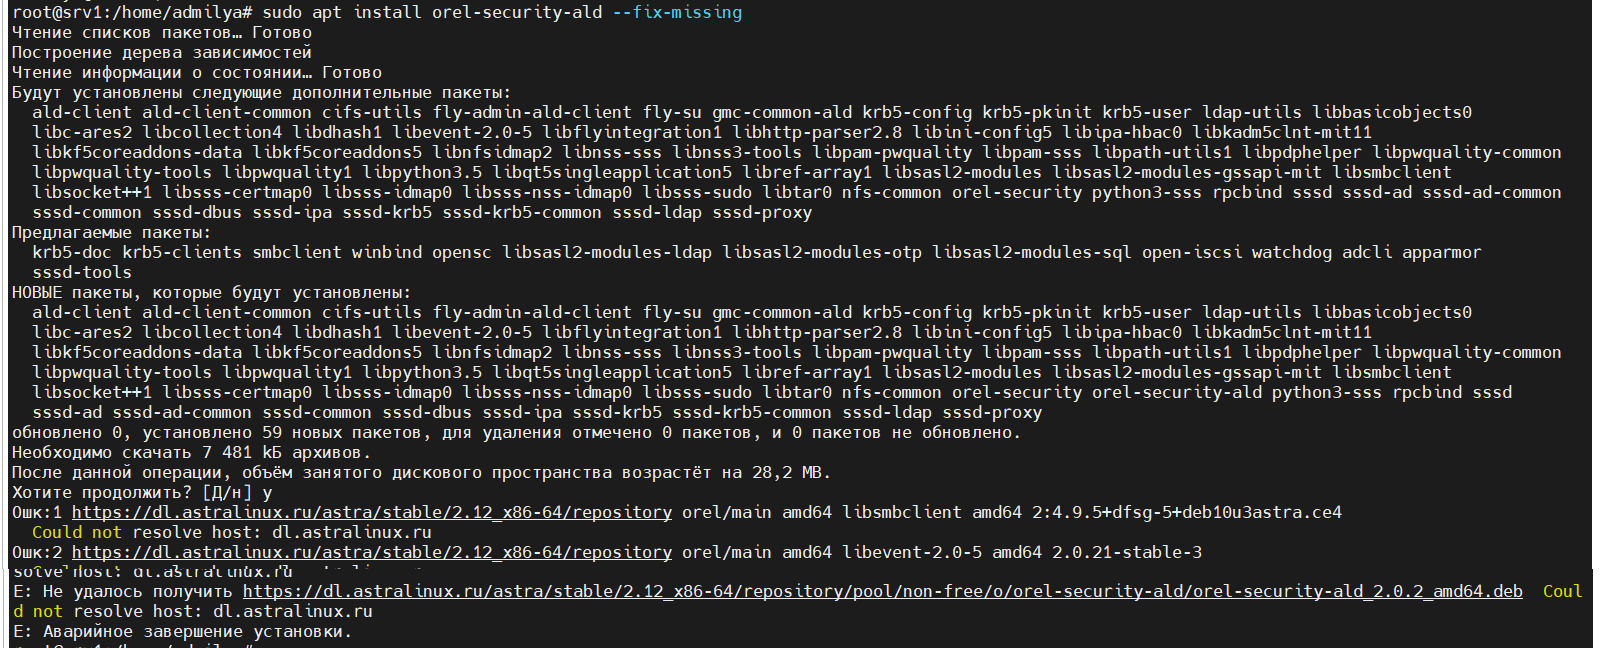 root@srv1:/home/admilya# sudo apt install orel-security-ald --fix-missing
Чтение списков пакетов… Готово
Построение дерева зависимостей
Чтение информации о состоянии… Готово
Будут установлены следующие дополнительные пакеты:
ald-client ald-client-common cifs-utils fly-admin-ald-client fly-su gmc-common-ald krb5-config krb5-pkinit krb5-user ldap-utils libbasicobjects0
libc-ares2 libcollection4 libdhash1 libevent-2.0-5 libflyintegration1 libhttp-parser2.8 libini-config5 libipa-hbac0 libkadm5clnt-mit11
libkf5coreaddons-data libkf5coreaddons5 libnfsidmap2 libnss-sss libnss3-tools libpam-pwquality libpam-sss libpath-utils1 libpdphelper libpwquality-common
libpwquality-tools libpwquality1 libpython3.5 libqt5singleapplication5 libref-array1 libsasl2-modules libsasl2-modules-gssapi-mit libsmbclient
libsocket++1 libsss-certmap0 libsss-idmap0 libsss-nss-idmap0 libsss-sudo libtar0 nfs-common orel-security python3-sss rpcbind sssd sssd-ad sssd-ad-common
sssd-common sssd-dbus sssd-ipa sssd-krb5 sssd-krb5-common sssd-ldap sssd-proxy
Предлагаемые пакеты:
krb5-doc krb5-clients smbclient winbind opensc libsasl2-modules-ldap libsasl2-modules-otp libsasl2-modules-sql open-iscsi watchdog adcli apparmor
sssd-tools
НОВЫЕ пакеты, которые будут установлены:
ald-client ald-client-common cifs-utils fly-admin-ald-client fly-su gmc-common-ald krb5-config krb5-pkinit krb5-user ldap-utils libbasicobjects0
libc-ares2 libcollection4 libdhash1 libevent-2.0-5 libflyintegration1 libhttp-parser2.8 libini-config5 libipa-hbac0 libkadm5clnt-mit11
libkf5coreaddons-data libkf5coreaddons5 libnfsidmap2 libnss-sss libnss3-tools libpam-pwquality libpam-sss libpath-utils1 libpdphelper libpwquality-common
libpwquality-tools libpwquality1 libpython3.5 libqt5singleapplication5 libref-array1 libsasl2-modules libsasl2-modules-gssapi-mit libsmbclient
libsocket++1 libsss-certmap0 libsss-idmap0 libsss-nss-idmap0 libsss-sudo libtar0 nfs-common orel-security orel-security-ald python3-sss rpcbind sssd
sssd-ad sssd-ad-common sssd-common sssd-dbus sssd-ipa sssd-krb5 sssd-krb5-common sssd-ldap sssd-proxy
обновлено 0, установлено 59 новых пакетов, для удаления отмечено 0 пакетов, и 0 пакетов не обновлено.
Необходимо скачать 7 481 kБ архивов.
После данной операции, объём занятого дискового пространства возрастёт на 28,2 MB.
Хотите продолжить? [Д/н] y
Ошк:1 https://dl.astralinux.ru/astra/stable/2.12_x86-64/repository orel/main amd64 libsmbclient amd64 2:4.9.5+dfsg-5+deb10u3astra.ce4
Could not resolve host: dl.astralinux.ru
Ошк:2 https://dl.astralinux.ru/astra/stable/2.12_x86-64/repository orel/main amd64 libevent-2.0-5 amd64 2.0.21-stable-3
solve host: dl.astralinux.ru
E: Не удалось получить https://dl.astralinux.ru/astra/stable/2.12_x86-64/repository/pool/non-free/o/orel-security-ald/orel-security-ald_2.0.2_amd64.deb Coul
d not resolve host: dl.astralinux.ru
E: Аварийное завершение установки.